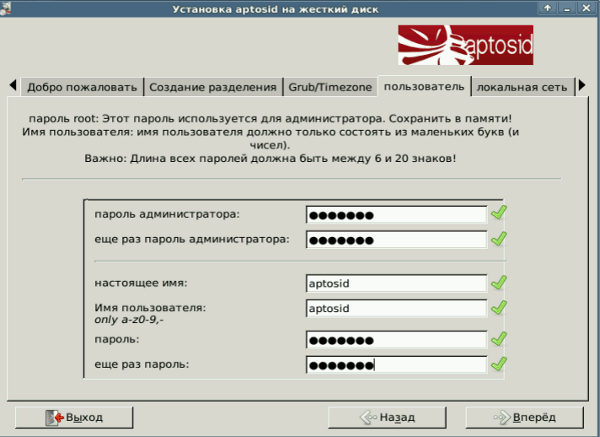 Установка aptosid на жесткий диск
aptosid
Добро пожаловать Создание разделения Grub/Timezone пользователь локальная сеть
пароль root: Этот пароль используется для администратора. Сохранить в памяти!
Имя пользователя: имя пользователя должно только состоять из маленьких букв (и
чисел).
Важно: Длина всех паролей должна быть между 6 и 20 знаков!
пароль администратора: ●●●●●●●
еще раз пароль администратора: ●●●●●●●
настоящее имя: aptosid
Имя пользователя: aptosid
only a-z0-9,-
пароль: ●●●●●●●
еще раз пароль: ●●●●●●●
Выход Назад Вперёд